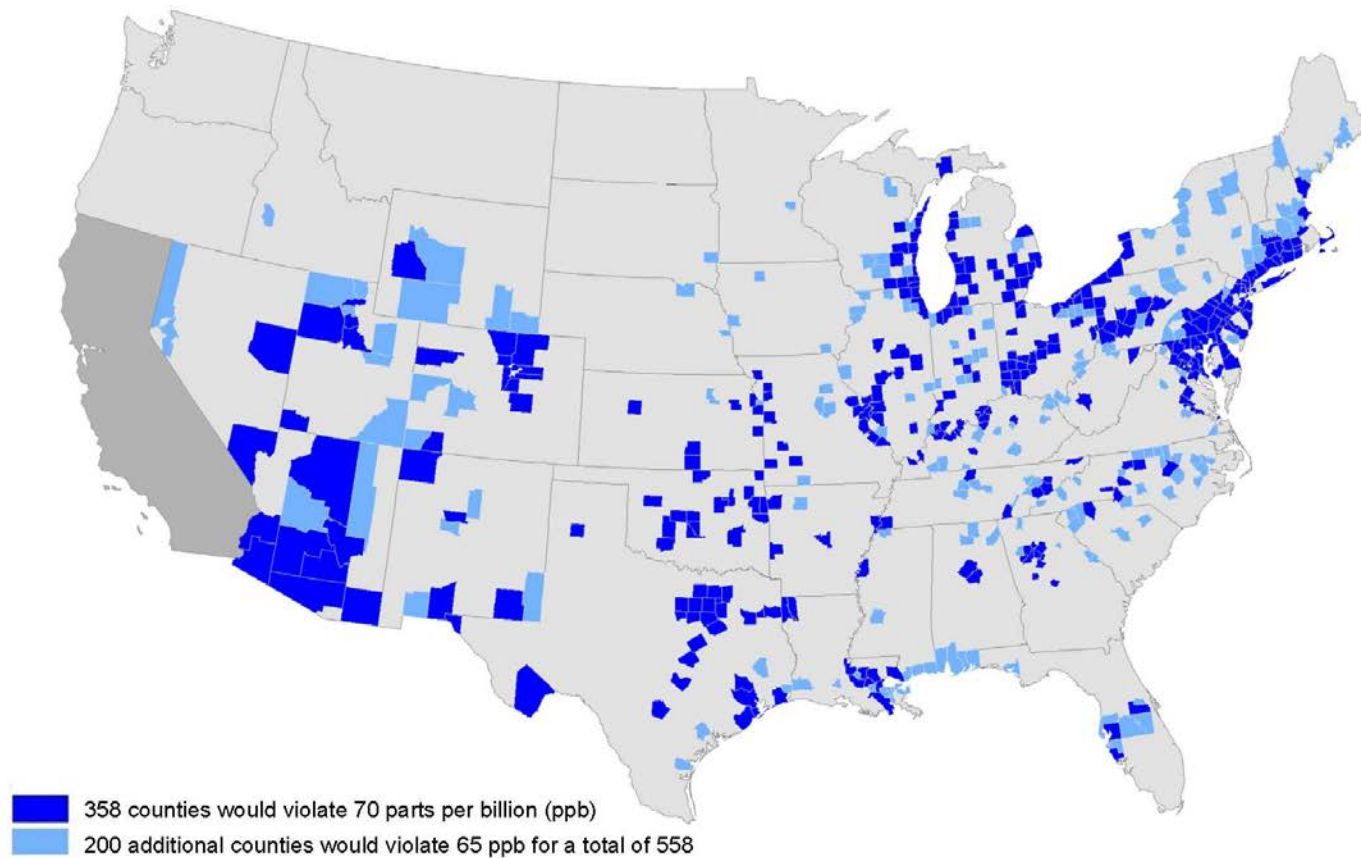 358 counties would violate 70 parts per billion (ppb)
200 additional counties would violate 65 ppb for a total of 558